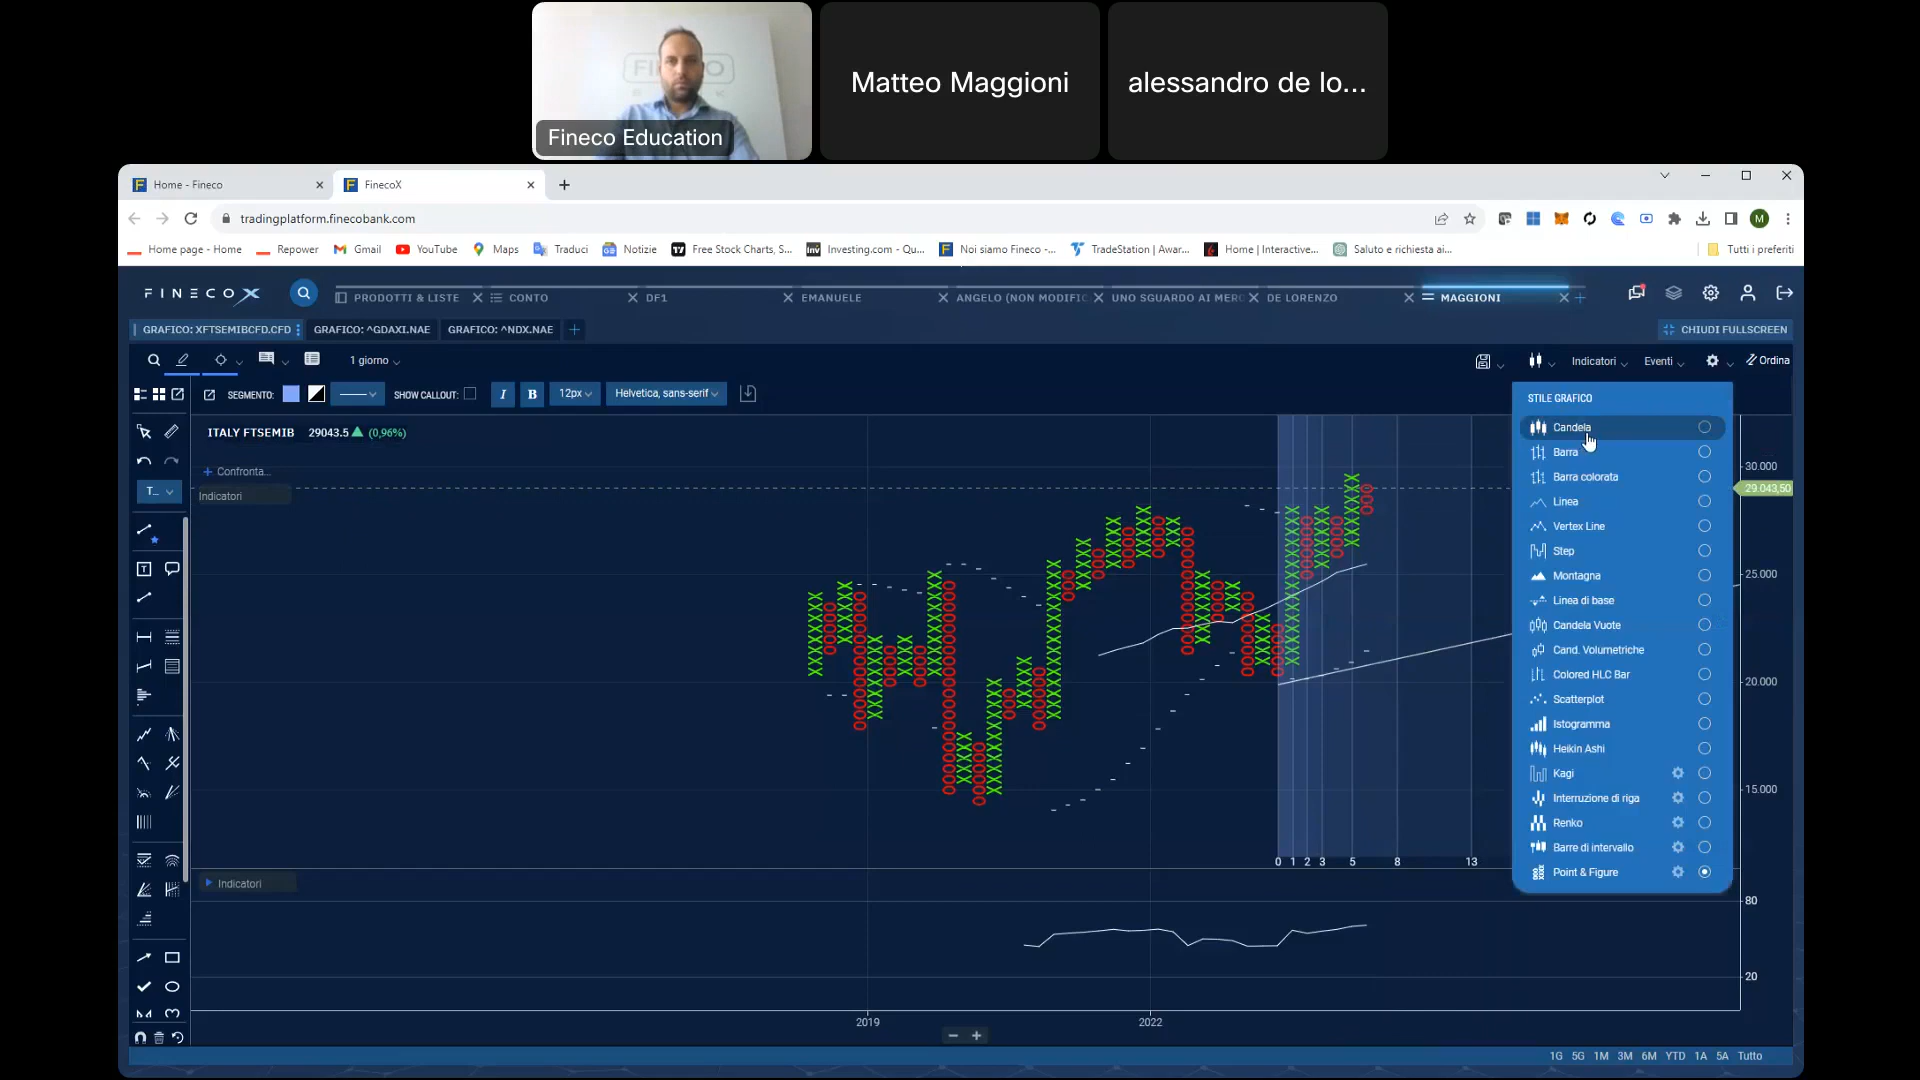 Fineco Education
Matteo Maggioni
alessandro de lo...
Home - Fineco
FinecoX
tradingplatform.finecobank.com
M
Home page - Home
Repower
Gmail
YouTube
Maps
Traduci
Notizie
Free Stock Charts, S...
Investing.com - Qu...
Noi siamo Fineco -...
TradeStation | Awar...
Home | Interactive...
Saluto e richiesta ai...
Tutti i preferiti
FINECOX
PRODOTTI & LISTE
CONTO
DF1
EMANUELE
ANGELO (NON MODIFIC
UNO SGUARDO AI MERC
DE LORENZO
MAGGIONI
GRAFICO: XFTSEMIBCFD.CFD
GRAFICO: ^GDAXI.NAE
GRAFICO: ^NDX.NAE
CHIUDI FULLSCREEN
1 giorno
Indicatori
Eventi
Ordina
SEGMENTO:
SHOW CALLOUT:
I
B
12px
Helvetica, sans-serif
ITALY FTSEMIB 29043.5 (0,96%)
Confronta...
Indicatori
T...
STILE GRAFICO
Candela
Barra
Barra colorata
Linea
Vertex Line
Step
Montagna
Linea di base
Candela Vuote
Cand. Volumetriche
Colored HLC Bar
Scatterplot
Istogramma
Heikin Ashi
Kagi
Interruzione di riga
Renko
Barre di intervallo
Point & Figure
30.000
29.043,50
25.000
20.000
15.000
0 1 2 3 5 8 13
Indicatori
80
20
2019 2022
1G 5G 1M 3M 6M YTD 1A 5A Tutto